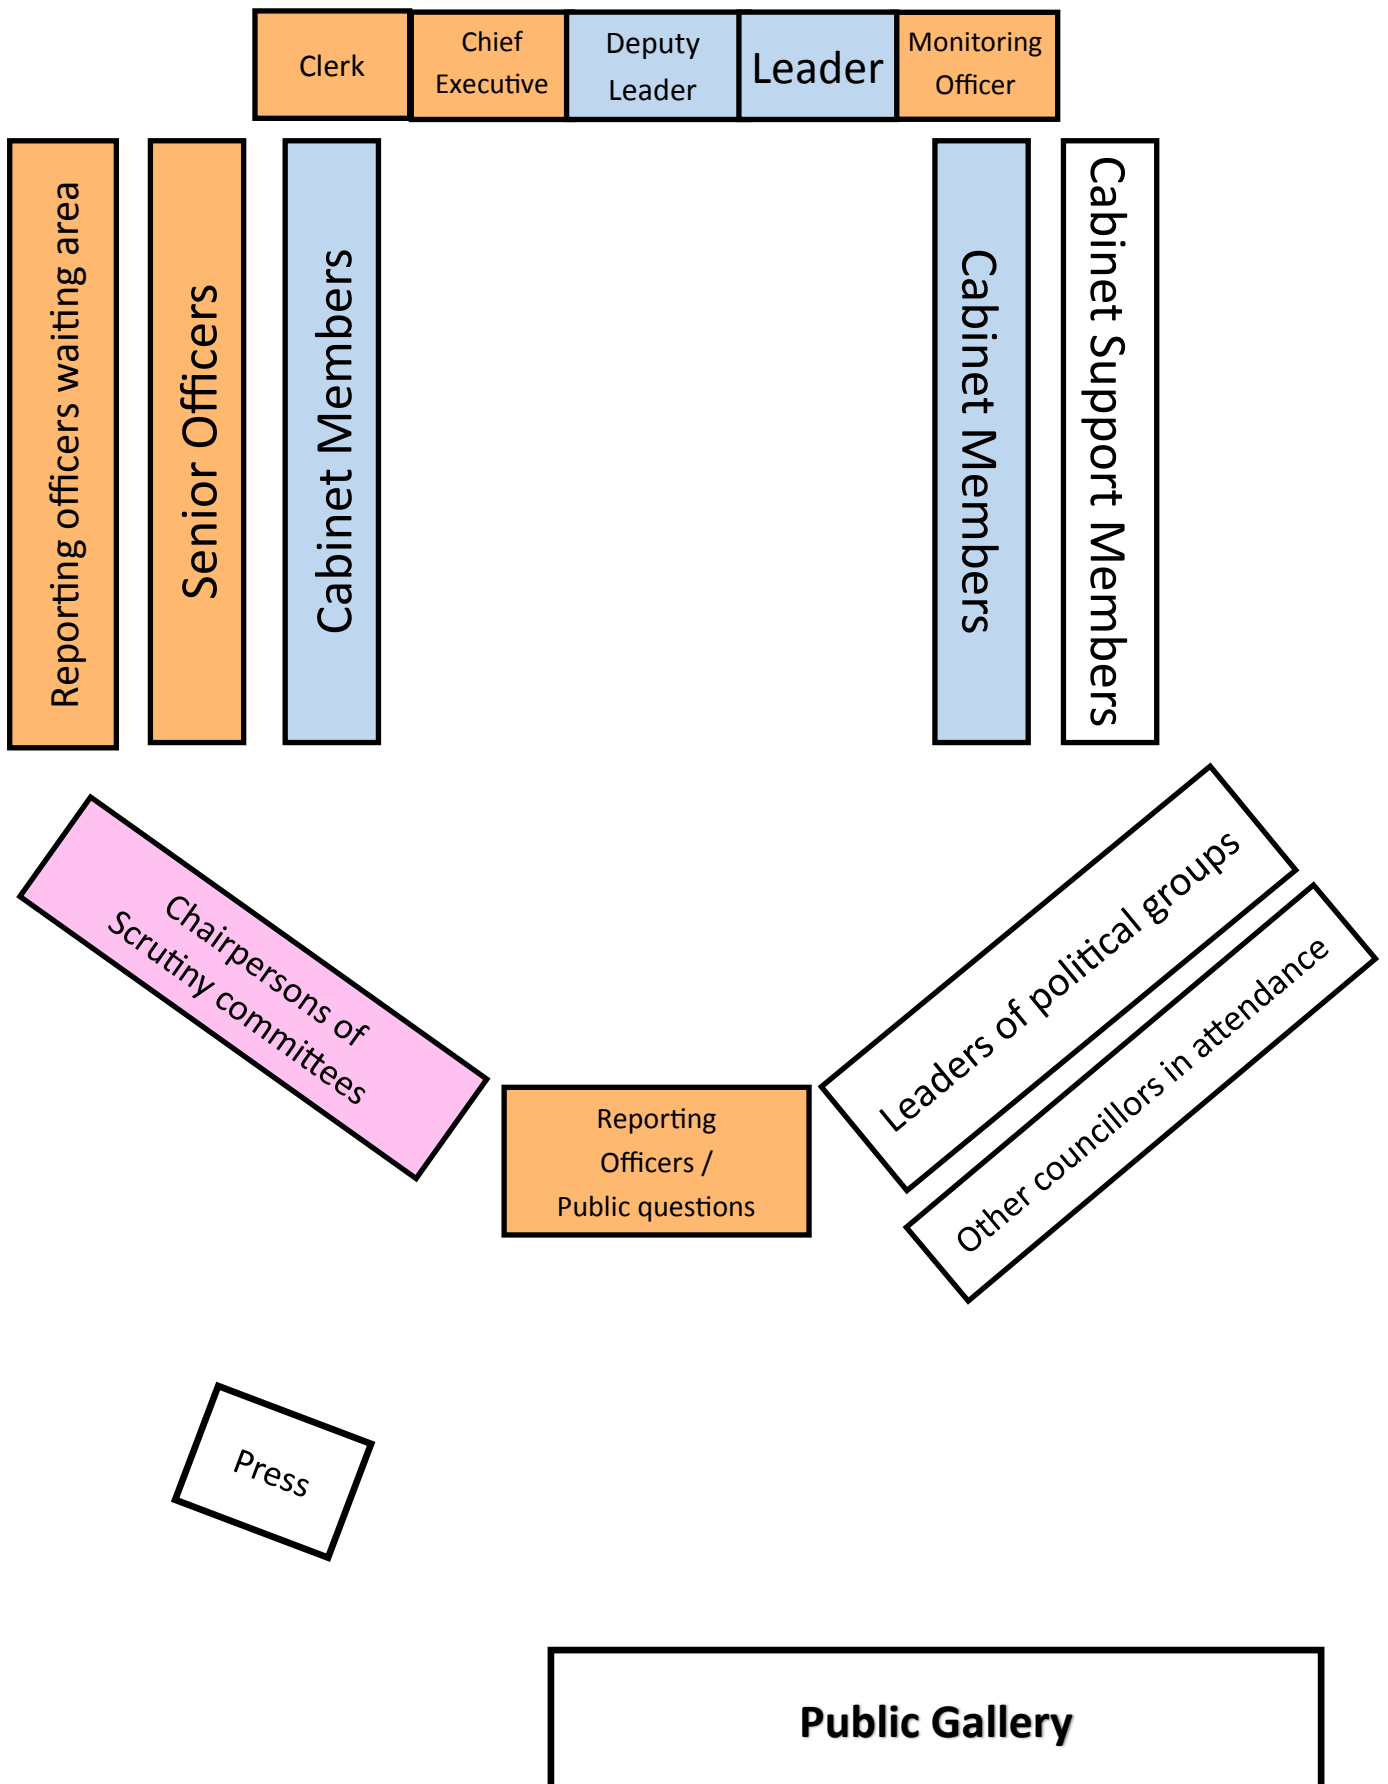 Clerk
Chief
Executive
Deputy
Leader
Leader
Monitoring
Officer
Reporting officers waiting area
Senior Officers
Cabinet Members
Cabinet Members
Cabinet Support Members
Chairpersons of
Scrutiny committees
Leaders of political groups
Other councillors in attendance
Reporting
Officers /
Public questions
Press
Public Gallery